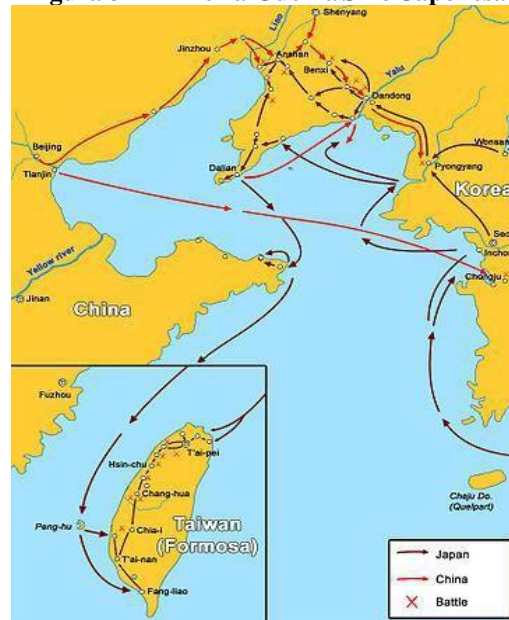 Shenyang
Liao
Jinzhou
Anshan
Benxi
Yalu
Dandong
Beijing
Tianjin
Dalian
Wonsan
Pyongyang
Korea
Inchon
Chongju
Yellow river
Jinan
China
Fuzhou
T'ai-pei
Hsin-chu
Chang-hua
Taiwan
(Formosa)
Peng-hu
Chia-i
T'ai-nan
Fang-liao
Cheju Do.
(Quelpart)
Japan
China
Battle